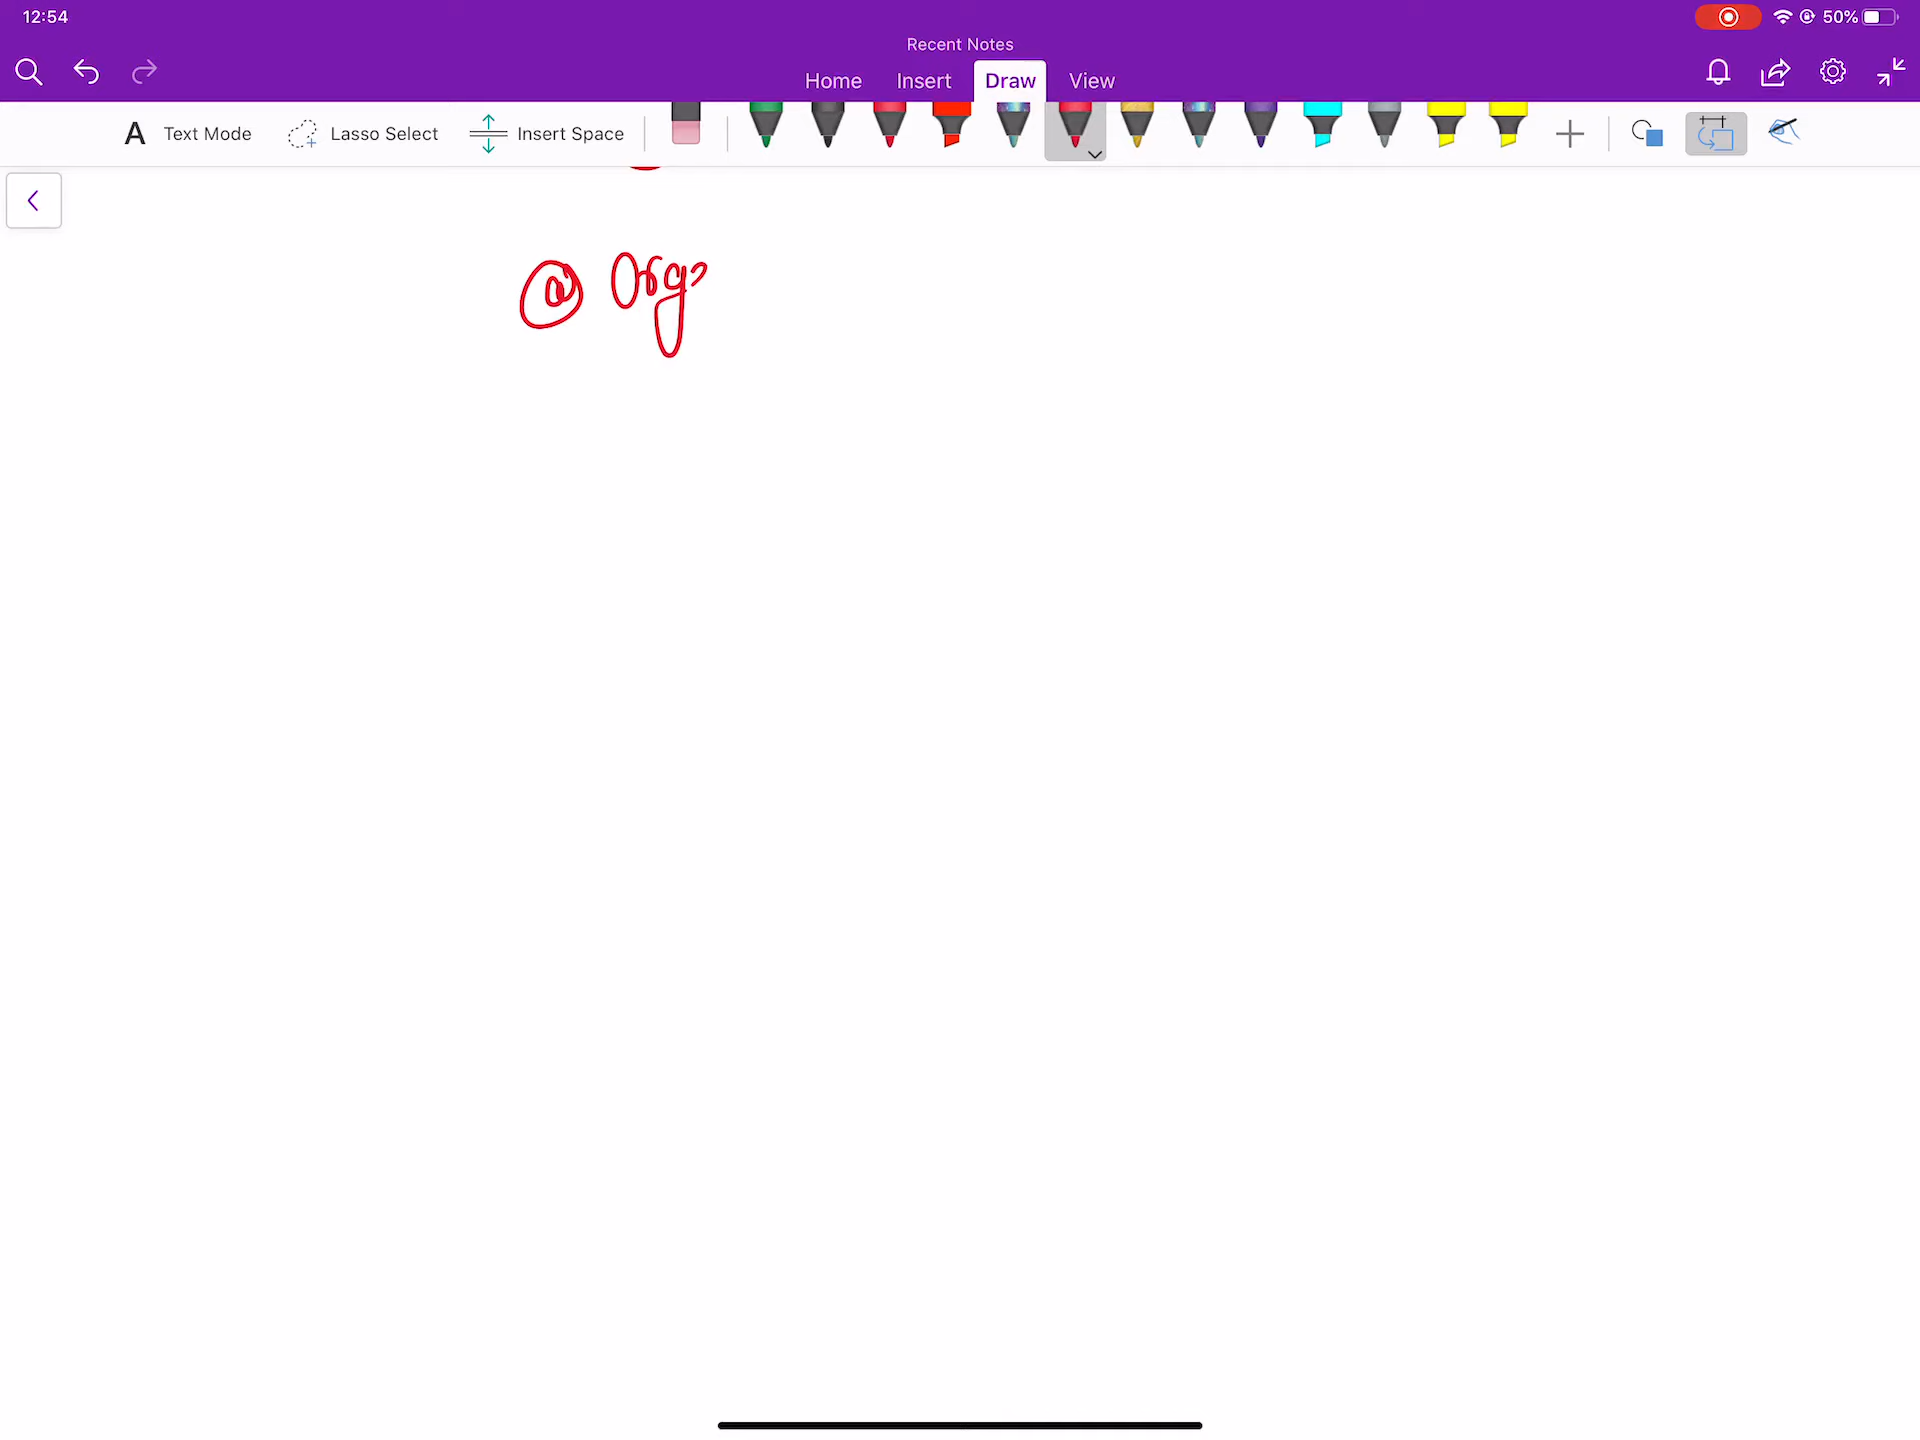 12:54
50%
Recent Notes
Home Insert Draw View
A Text Mode Lasso Select Insert Space
ⓐ Org